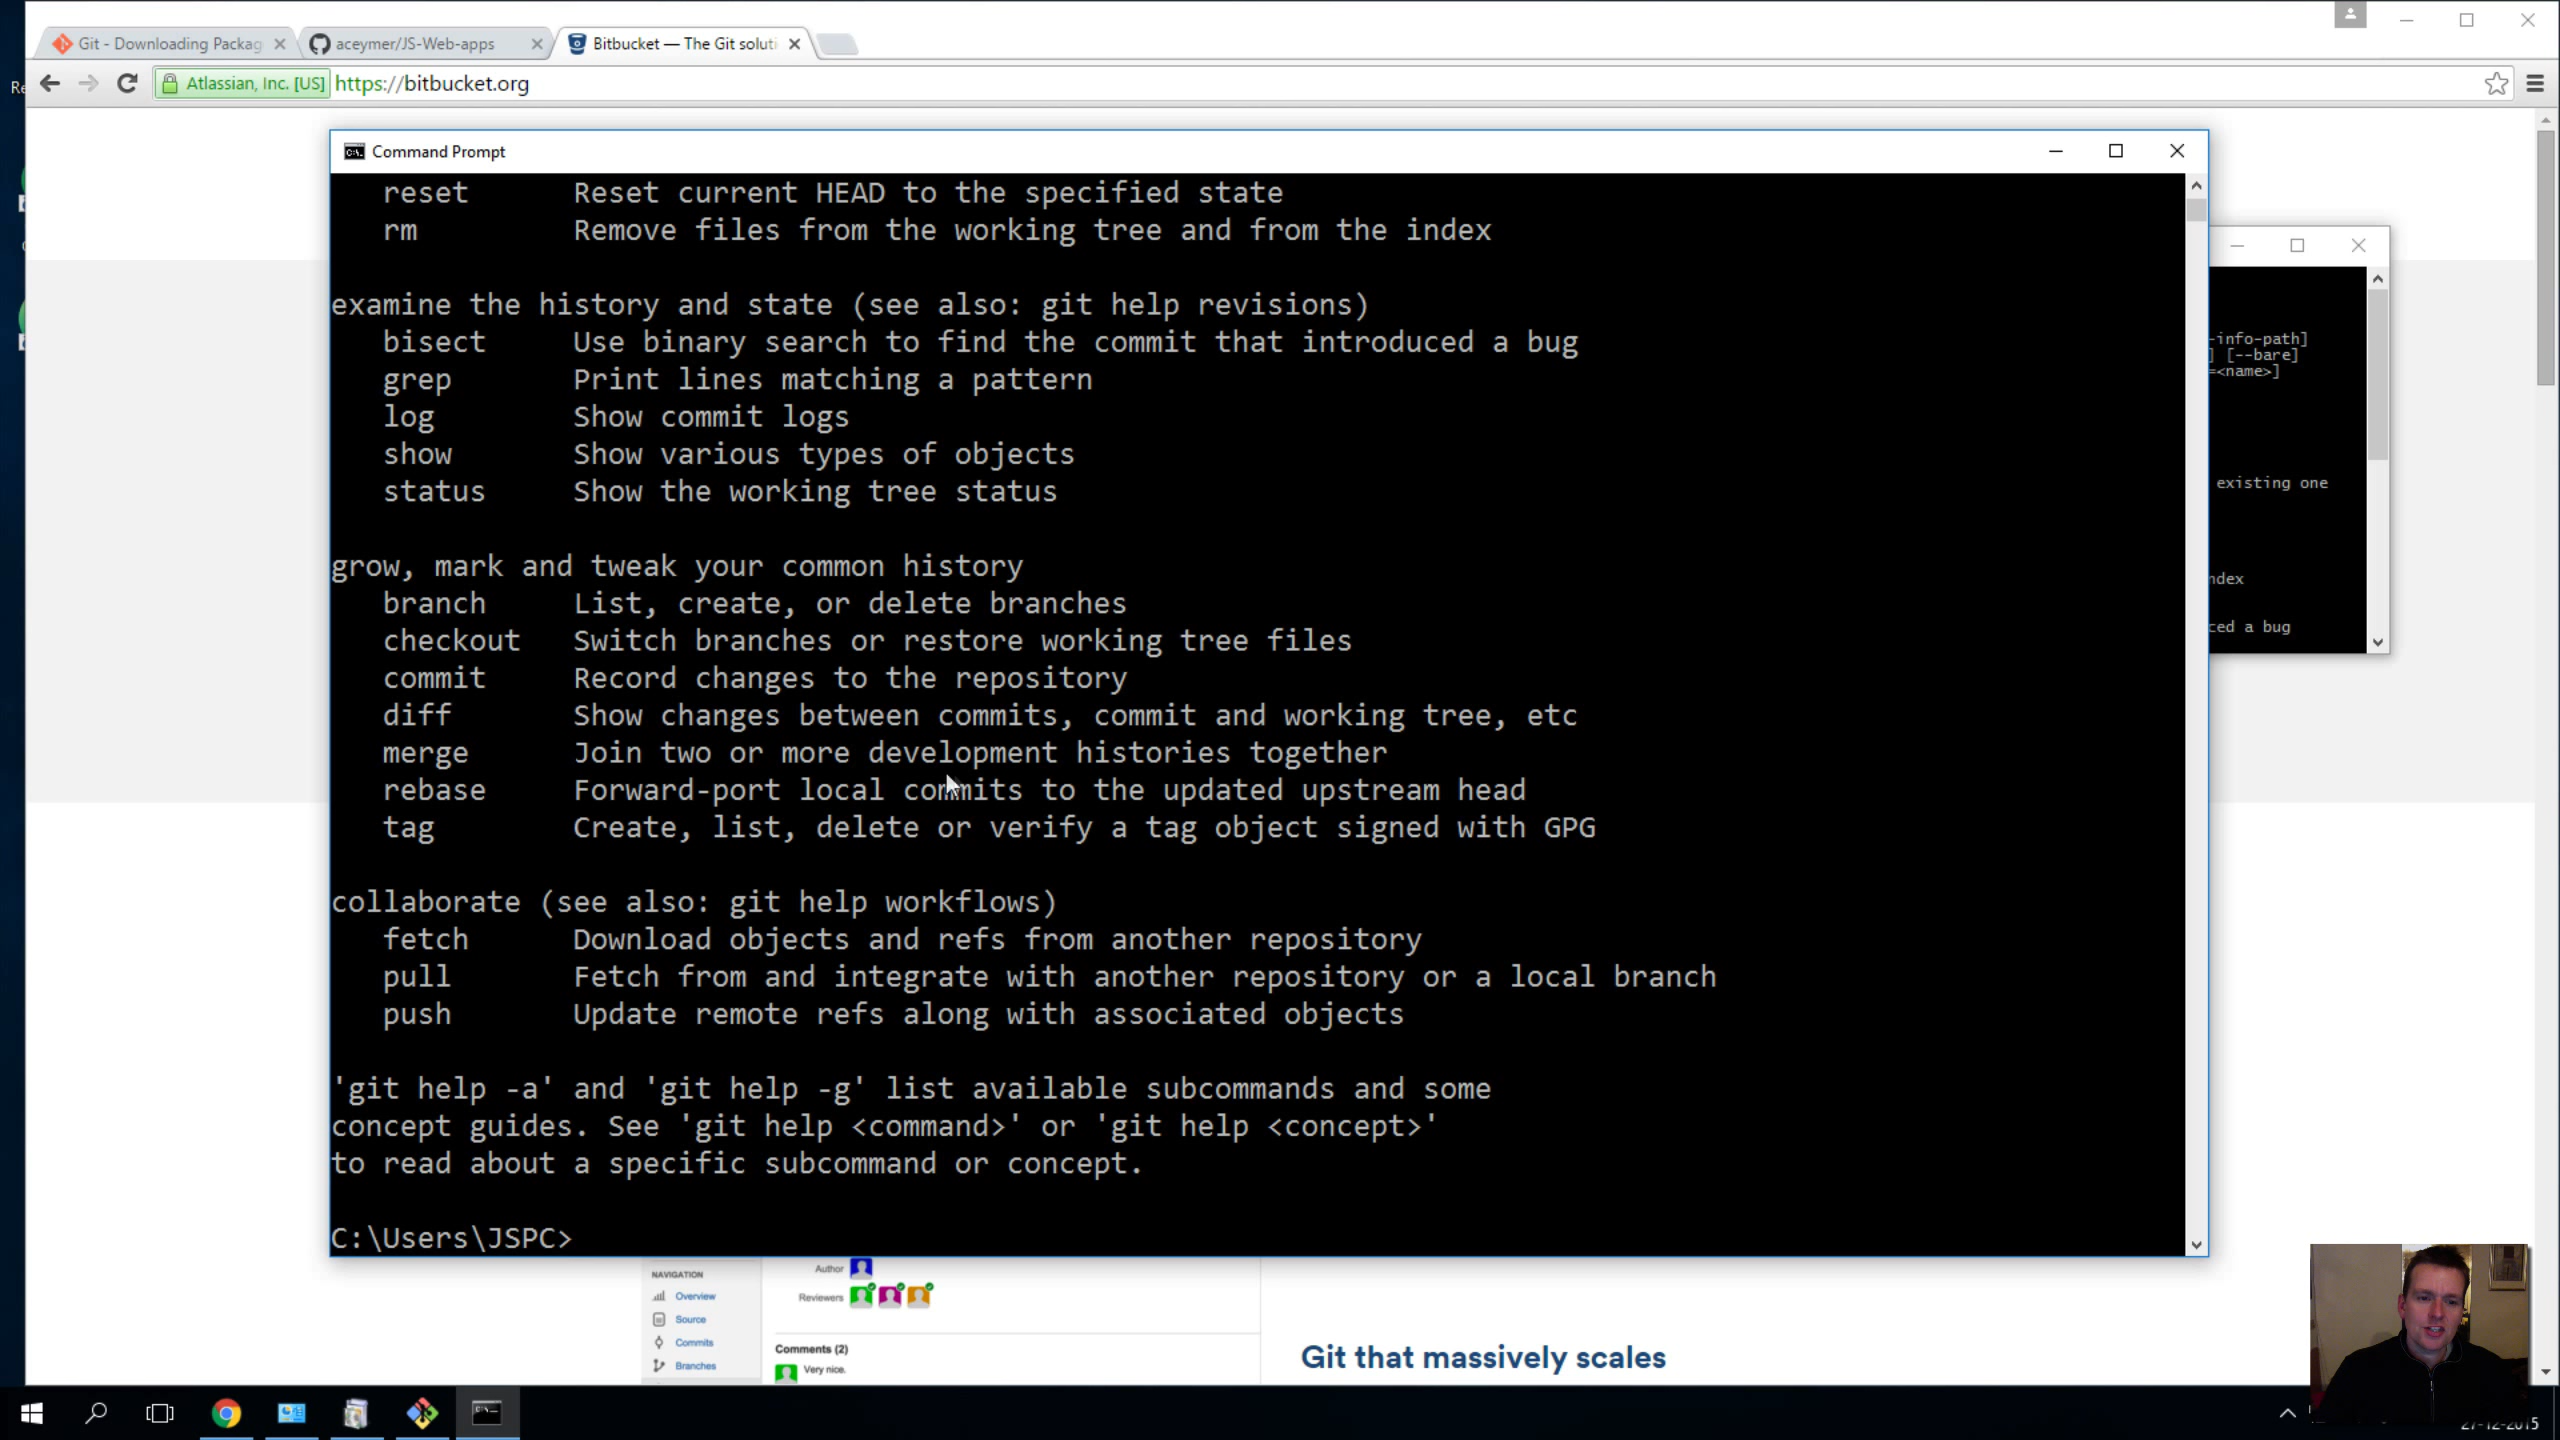 Git - Downloading Packag
aceymer/JS-Web-apps
Bitbucket — The Git soluti
Atlassian, Inc. [US] https://bitbucket.org
Command Prompt
reset Reset current HEAD to the specified state
rm Remove files from the working tree and from the index
examine the history and state (see also: git help revisions)
bisect Use binary search to find the commit that introduced a bug
grep Print lines matching a pattern
log Show commit logs
show Show various types of objects
status Show the working tree status
grow, mark and tweak your common history
branch List, create, or delete branches
checkout Switch branches or restore working tree files
commit Record changes to the repository
diff Show changes between commits, commit and working tree, etc
merge Join two or more development histories together
rebase Forward-port local commits to the updated upstream head
tag Create, list, delete or verify a tag object signed with GPG
collaborate (see also: git help workflows)
fetch Download objects and refs from another repository
pull Fetch from and integrate with another repository or a local branch
push Update remote refs along with associated objects
'git help -a' and 'git help -g' list available subcommands and some
concept guides. See 'git help <command>' or 'git help <concept>'
to read about a specific subcommand or concept.
C:\Users\JSPC>
-info-path]
] [--bare]
=<name>]
existing one
ndex
ced a bug
NAVIGATION
Overview
Source
Commits
Branches
Author
Reviewers
Comments (2)
Very nice.
Git that massively scales
27-12-2015